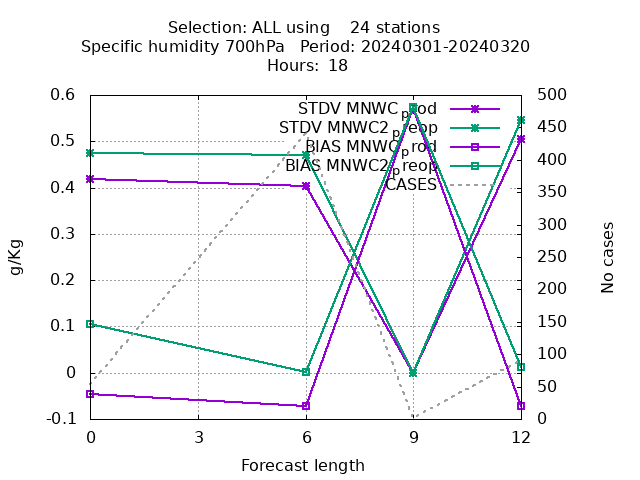 Selection: ALL using    24 stations
Specific humidity 700hPa   Period: 20240301-20240320
Hours: 18
STDV MNWC_prod
STDV MNWC2_preop
BIAS MNWC_prod
BIAS MNWC2_preop
CASES
0.6
0.5
0.4
0.3
0.2
0.1
0
-0.1
500
450
400
350
300
250
200
150
100
50
0
0 3 6 9 12
g/Kg
No cases
Forecast length